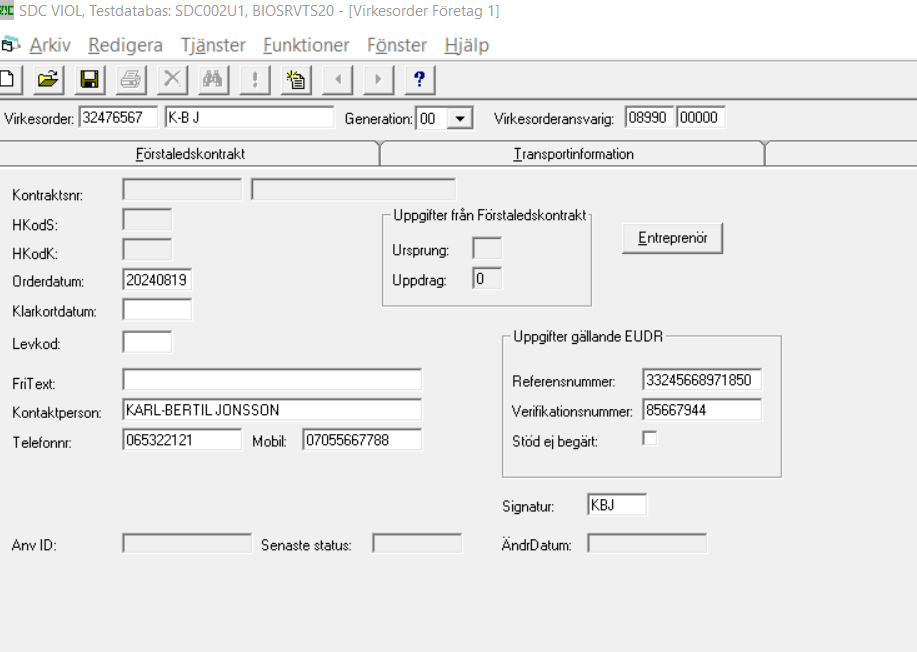 SDC VIOL, Testdatabas: SDC002U1, BIOSRVTS20 - [Virkesorder Företag 1]
Arkiv Redigera Tjänster Funktioner Fönster Hjälp
Virkesorder: 32476567 K-B J Generation: 00 Virkesorderansvarig: 08990 00000
Förstaledskontrakt Transportinformation
Kontraktsnr:
Uppgifter från Förstaledskontrakt
HKodS:
Entreprenör
HKodK:
Ursprung:
Orderdatum: 20240819
Uppdrag: 0
Klarkortdatum:
Levkod:
Uppgifter gällande EUDR
FriText:
Referensnummer: 33245668971850
Kontaktperson: KARL-BERTIL JONSSON
Verifikationsnummer: 85667944
Telefonnr: 065322121 Mobil: 07055667788
Stöd ej begärt:
Signatur: KBJ
Anv ID: Senaste status: ÄndrDatum: